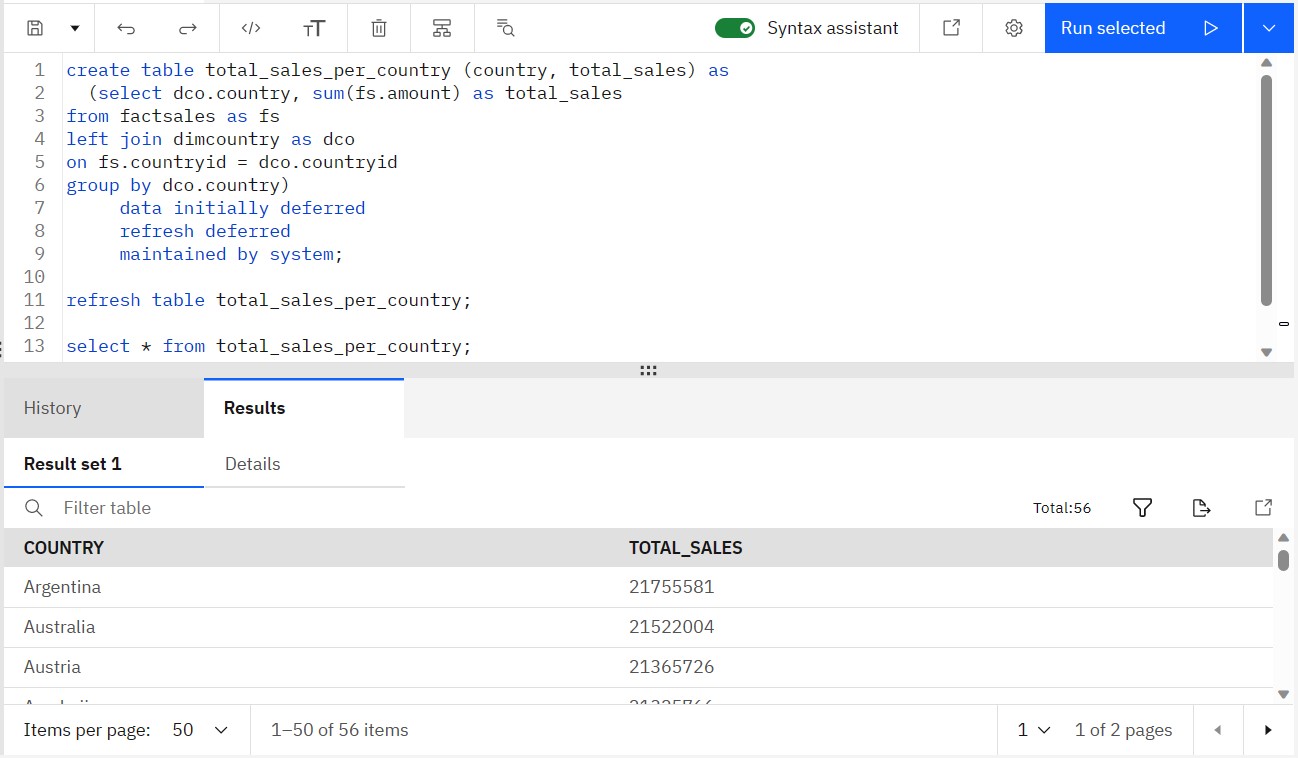 </> TT Syntax assistant Run selected
1 create table total_sales_per_country (country, total_sales) as
2 (select dco.country, sum(fs.amount) as total_sales
3 from factsales as fs
4 left join dimcountry as dco
5 on fs.countryid = dco.countryid
6 group by dco.country)
7 data initially deferred
8 refresh deferred
9 maintained by system;
10
11 refresh table total_sales_per_country;
12
13 select * from total_sales_per_country;
History Results
Result set 1 Details
Filter table Total:56
COUNTRY TOTAL_SALES
Argentina 21755581
Australia 21522004
Austria 21365726
Items per page: 50 1–50 of 56 items 1 1 of 2 pages